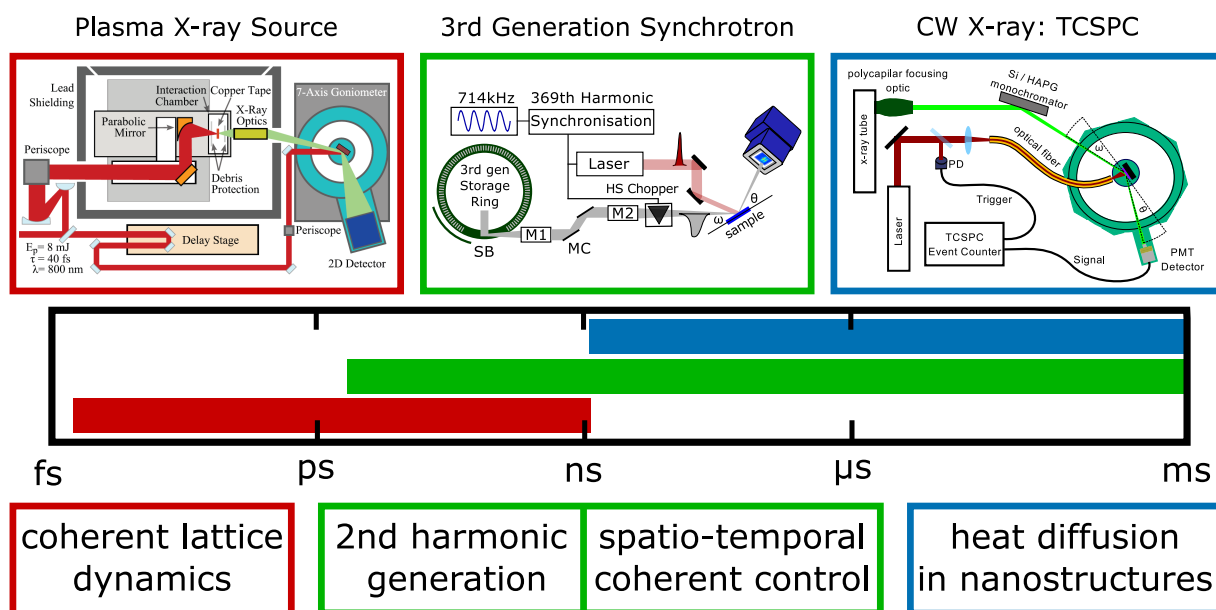 Plasma X-ray Source
3rd Generation Synchrotron
CW X-ray: TCSPC
Lead
Shielding
Interaction
Chamber
Copper Tape
X-Ray
Optics
7-Axis Goniometer
Parabolic
Mirror
Periscope
Debris
Protection
Delay Stage
Periscope
2D Detector
Eₚ= 8 mJ
τ = 40 fs
λ= 800 nm
714kHz
369th Harmonic
Synchronisation
Laser
3rd gen
Storage
Ring
HS Chopper
M1
M2
SB
MC
ω
θ
sample
polycapilar focusing
optic
Si / HAPG
monochromator
x-ray tube
optical fiber
ω
PD
θ
Trigger
Laser
TCSPC
Event Counter
Signal
PMT
Detector
fs
ps
ns
μs
ms
coherent lattice
dynamics
2nd harmonic
generation
spatio-temporal
coherent control
heat diffusion
in nanostructures